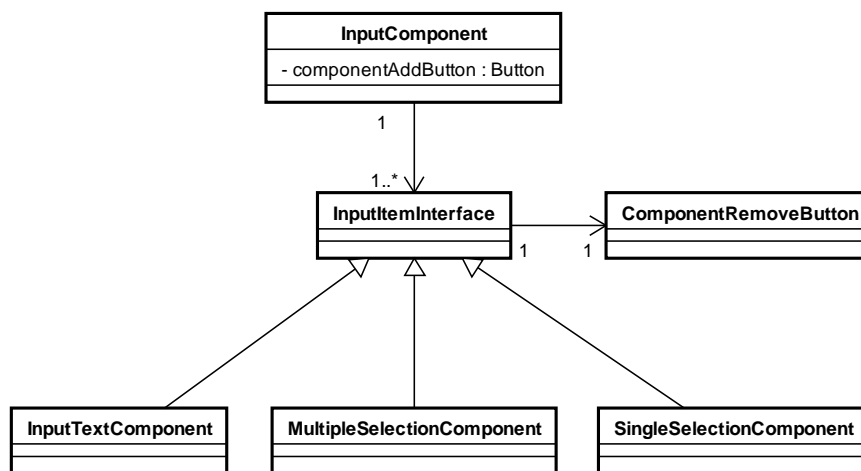 InputComponent
- componentAddButton : Button
1
1..*
InputItemInterface
ComponentRemoveButton
1
1
InputTextComponent
MultipleSelectionComponent
SingleSelectionComponent